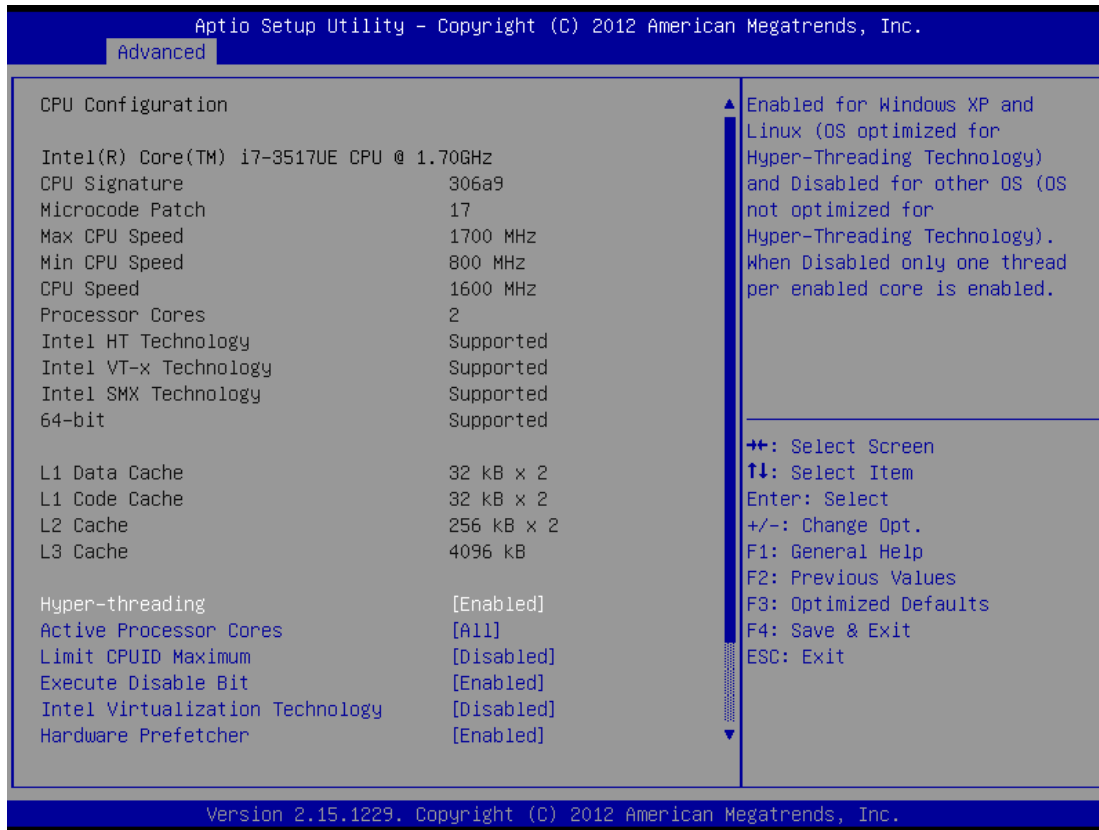 Aptio Setup Utility – Copyright (C) 2012 American Megatrends, Inc.
Advanced
CPU Configuration
Intel(R) Core(TM) i7-3517UE CPU @ 1.70GHz
CPU Signature 306a9
Microcode Patch 17
Max CPU Speed 1700 MHz
Min CPU Speed 800 MHz
CPU Speed 1600 MHz
Processor Cores 2
Intel HT Technology Supported
Intel VT-x Technology Supported
Intel SMX Technology Supported
64-bit Supported
L1 Data Cache 32 kB x 2
L1 Code Cache 32 kB x 2
L2 Cache 256 kB x 2
L3 Cache 4096 kB
Hyper-threading [Enabled]
Active Processor Cores [All]
Limit CPUID Maximum [Disabled]
Execute Disable Bit [Enabled]
Intel Virtualization Technology [Disabled]
Hardware Prefetcher [Enabled]
Enabled for Windows XP and
Linux (OS optimized for
Hyper-Threading Technology)
and Disabled for other OS (OS
not optimized for
Hyper-Threading Technology).
When Disabled only one thread
per enabled core is enabled.
→←: Select Screen
↑↓: Select Item
Enter: Select
+/-: Change Opt.
F1: General Help
F2: Previous Values
F3: Optimized Defaults
F4: Save & Exit
ESC: Exit
Version 2.15.1229. Copyright (C) 2012 American Megatrends, Inc.